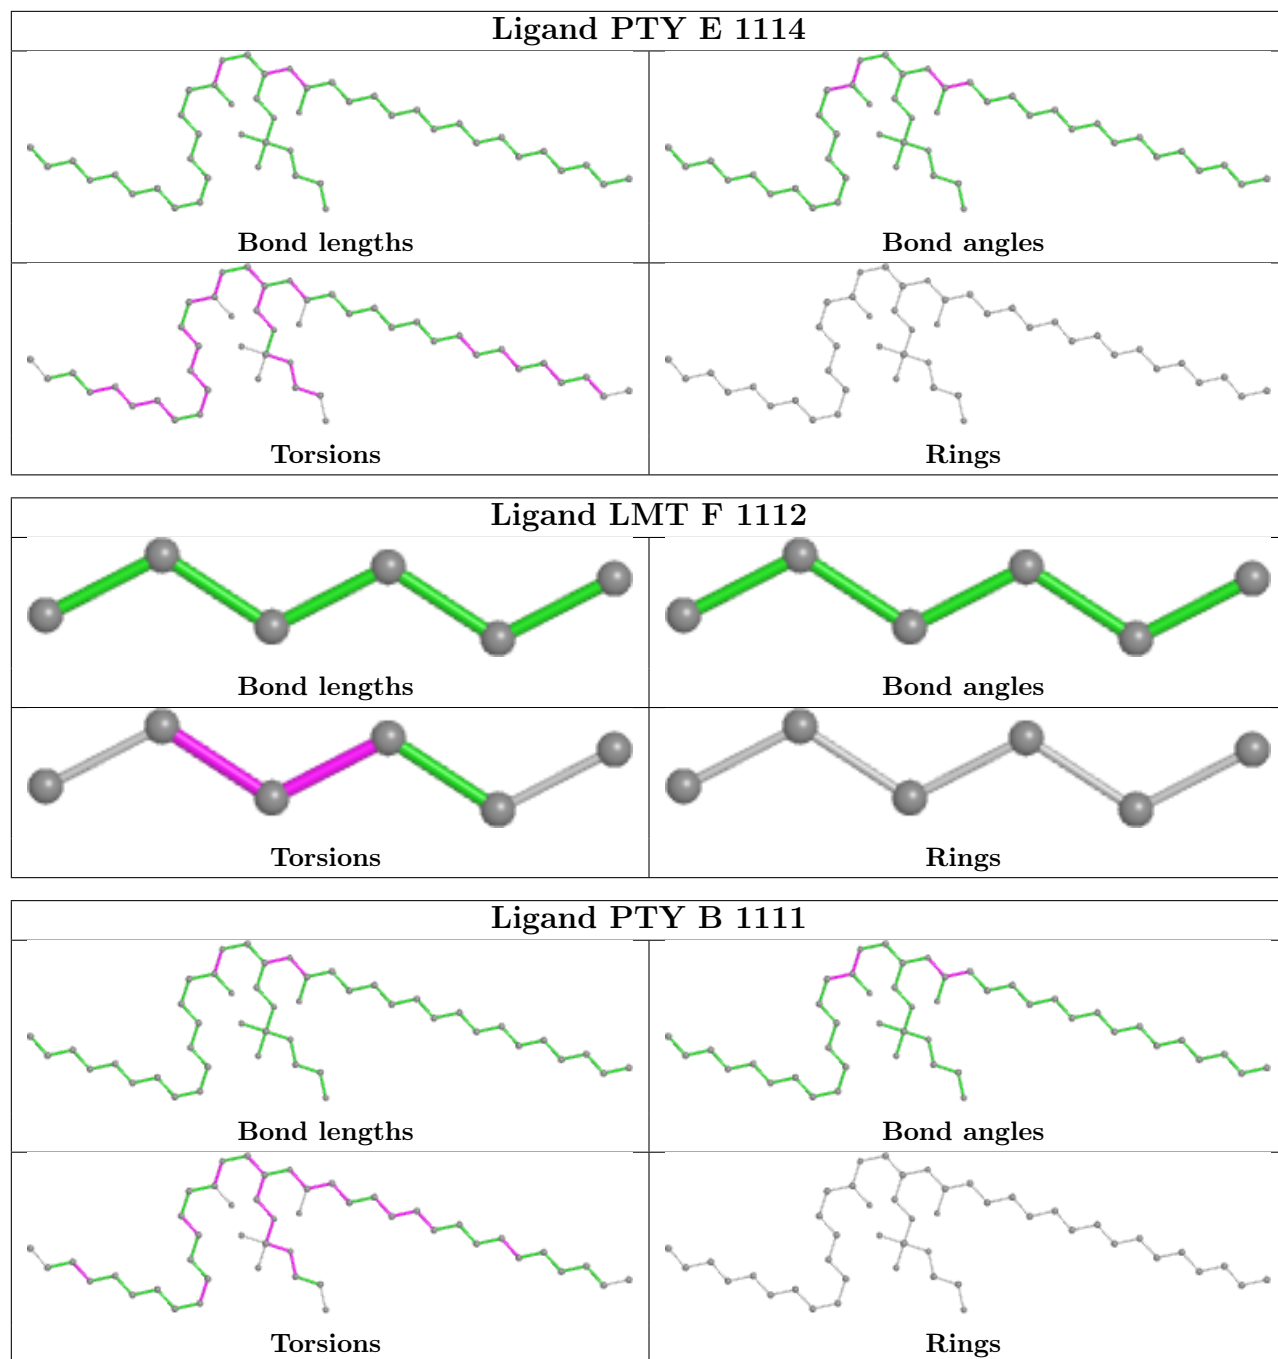 Ligand PTY E 1114
Bond lengths
Bond angles
Torsions
Rings
Ligand LMT F 1112
Bond lengths
Bond angles
Torsions
Rings
Ligand PTY B 1111
Bond lengths
Bond angles
Torsions
Rings